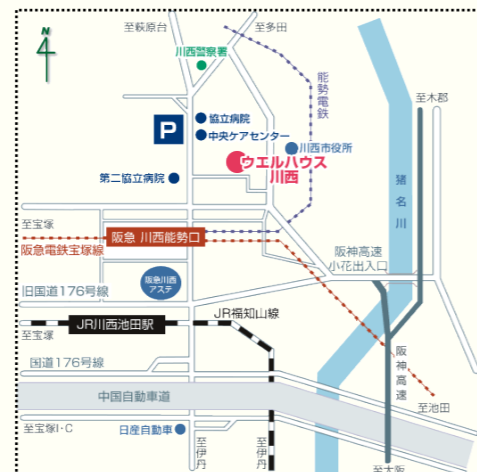 N
至萩原台
至多田
川西警察署
能勢電鉄
至木郡
P
協立病院
中央ケアセンター
川西市役所
ウエルハウス
川西
第二協立病院
猪名川
至宝塚
阪急 川西能勢口
阪急電鉄宝塚線
阪神高速
小花出入口
阪急川西
アステ
旧国道176号線
JR川西池田駅
JR福知山線
至宝塚
国道176号線
阪神高速
中国自動車道
至池田
至宝塚I・C
日産自動車
至伊丹
至伊丹
至大阪